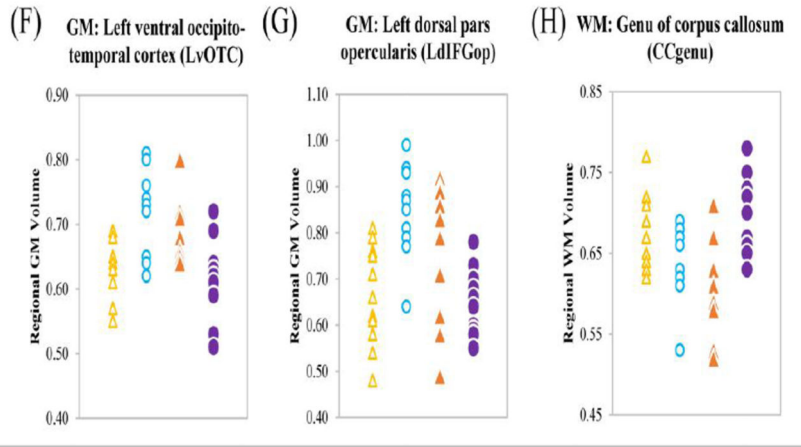 (F) GM: Left ventral occipito-
temporal cortex (LvOTC)
Regional GM Volume
0.90
0.80
0.70
0.60
0.50
0.40
(G) GM: Left dorsal pars
opercularis (LdIFGop)
Regional GM Volume
1.10
1.00
0.90
0.80
0.70
0.60
0.50
0.40
(H) WM: Genu of corpus callosum
(CCgenu)
Regional WM Volume
0.85
0.75
0.65
0.55
0.45